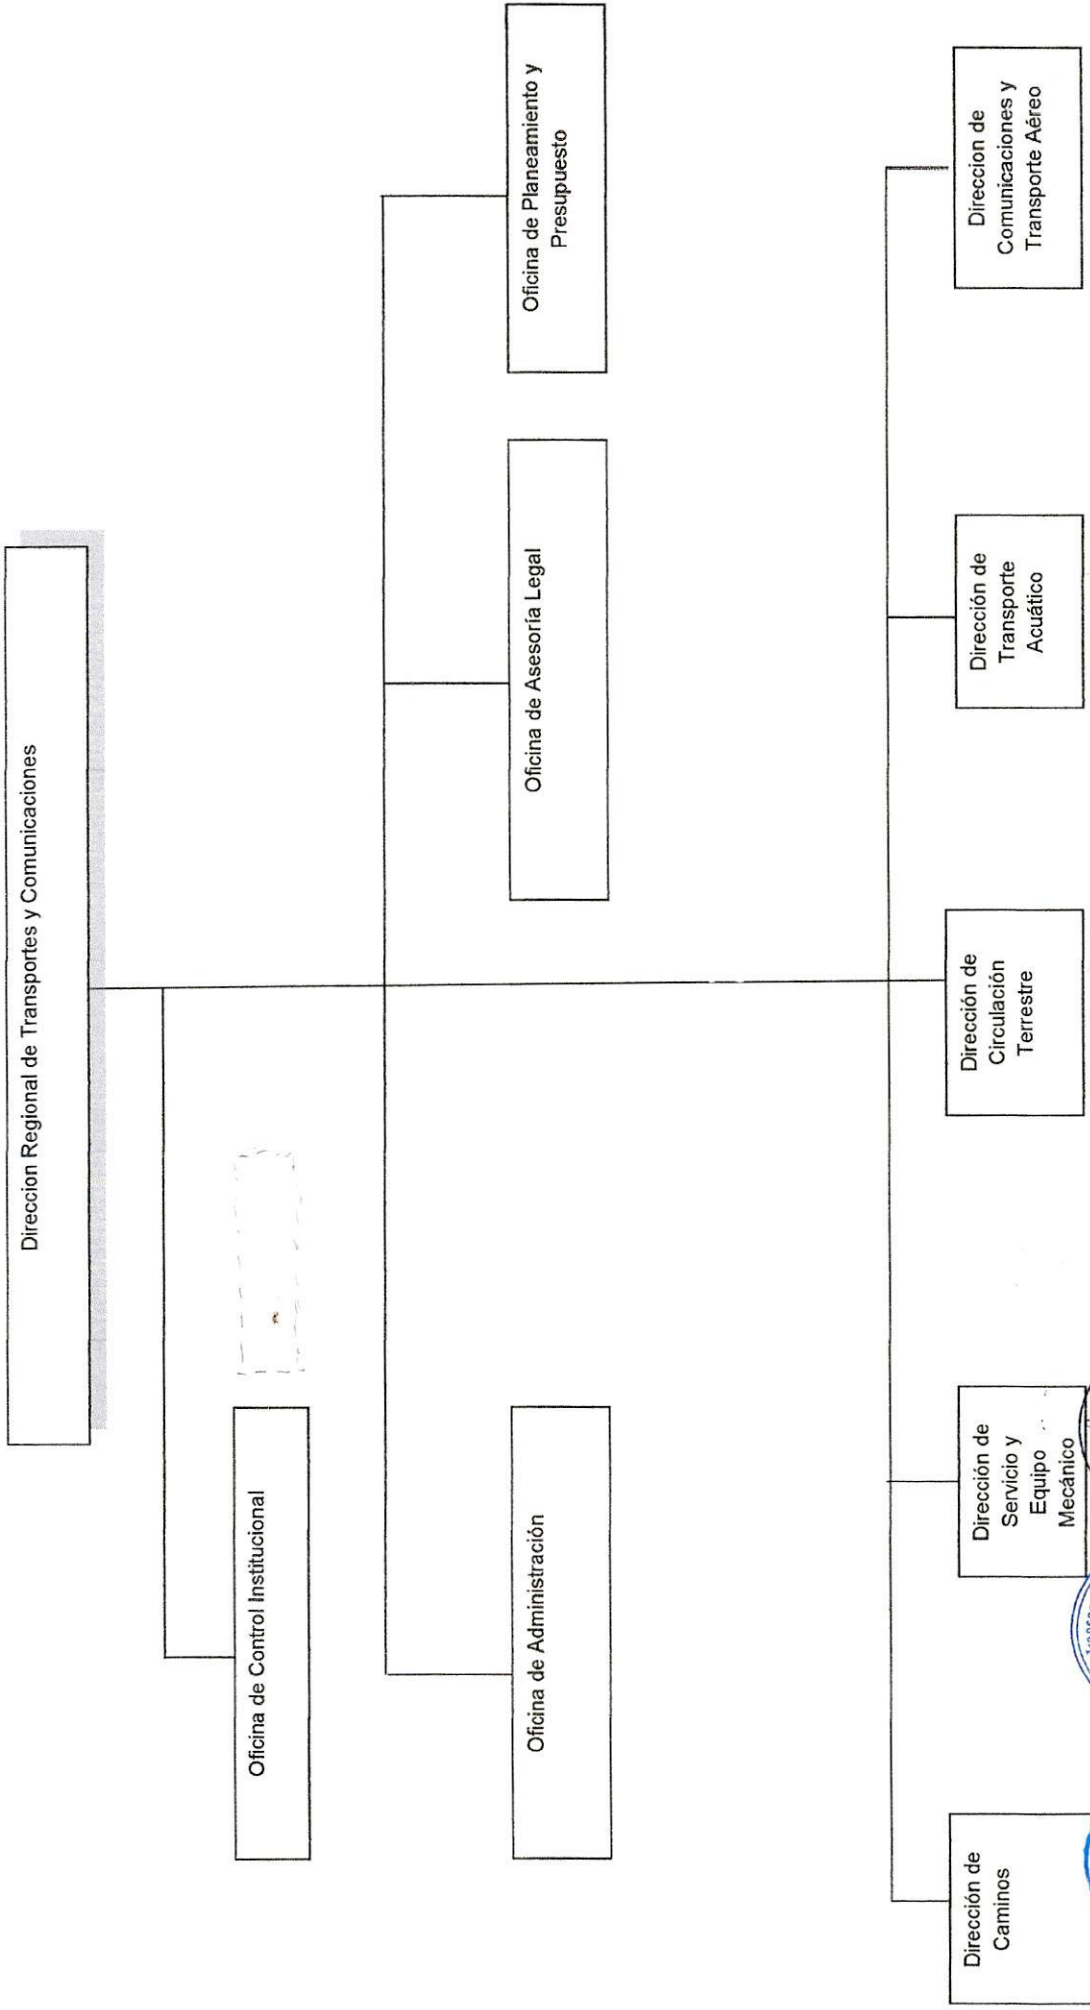 Direccion Regional de Transportes y Comunicaciones
Oficina de Control Institucional
Oficina de Administración
Oficina de Asesoría Legal
Oficina de Planeamiento y
Presupuesto
Dirección de
Caminos
Dirección de
Servicio y
Equipo
Mecánico
Dirección de
Circulación
Terrestre
Dirección de
Transporte
Acuático
Direccion de
Comunicaciones y
Transporte Aéreo